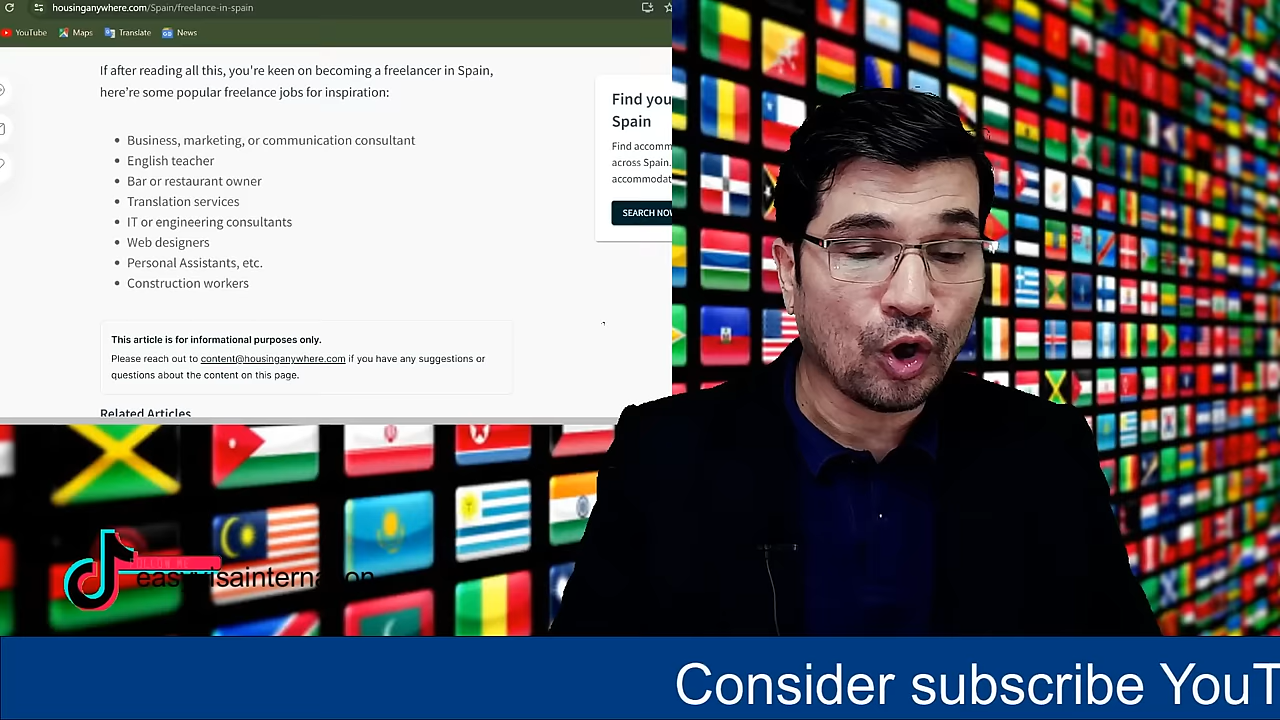 housinganywhere.com/Spain/freelance-in-spain
YouTube
Maps
Translate
News
If after reading all this, you're keen on becoming a freelancer in Spain,
here's some popular freelance jobs for inspiration:
Business, marketing, or communication consultant
English teacher
Bar or restaurant owner
Translation services
IT or engineering consultants
Web designers
Personal Assistants, etc.
Construction workers
This article is for informational purposes only.
Please reach out to content@housinganywhere.com if you have any suggestions or
questions about the content on this page.
Related Articles
Find you
Spain
Find accomm
across Spain.
accommodat
SEARCH NOW
FOLLOW ME
easyvisainternation
Consider subscribe YouT